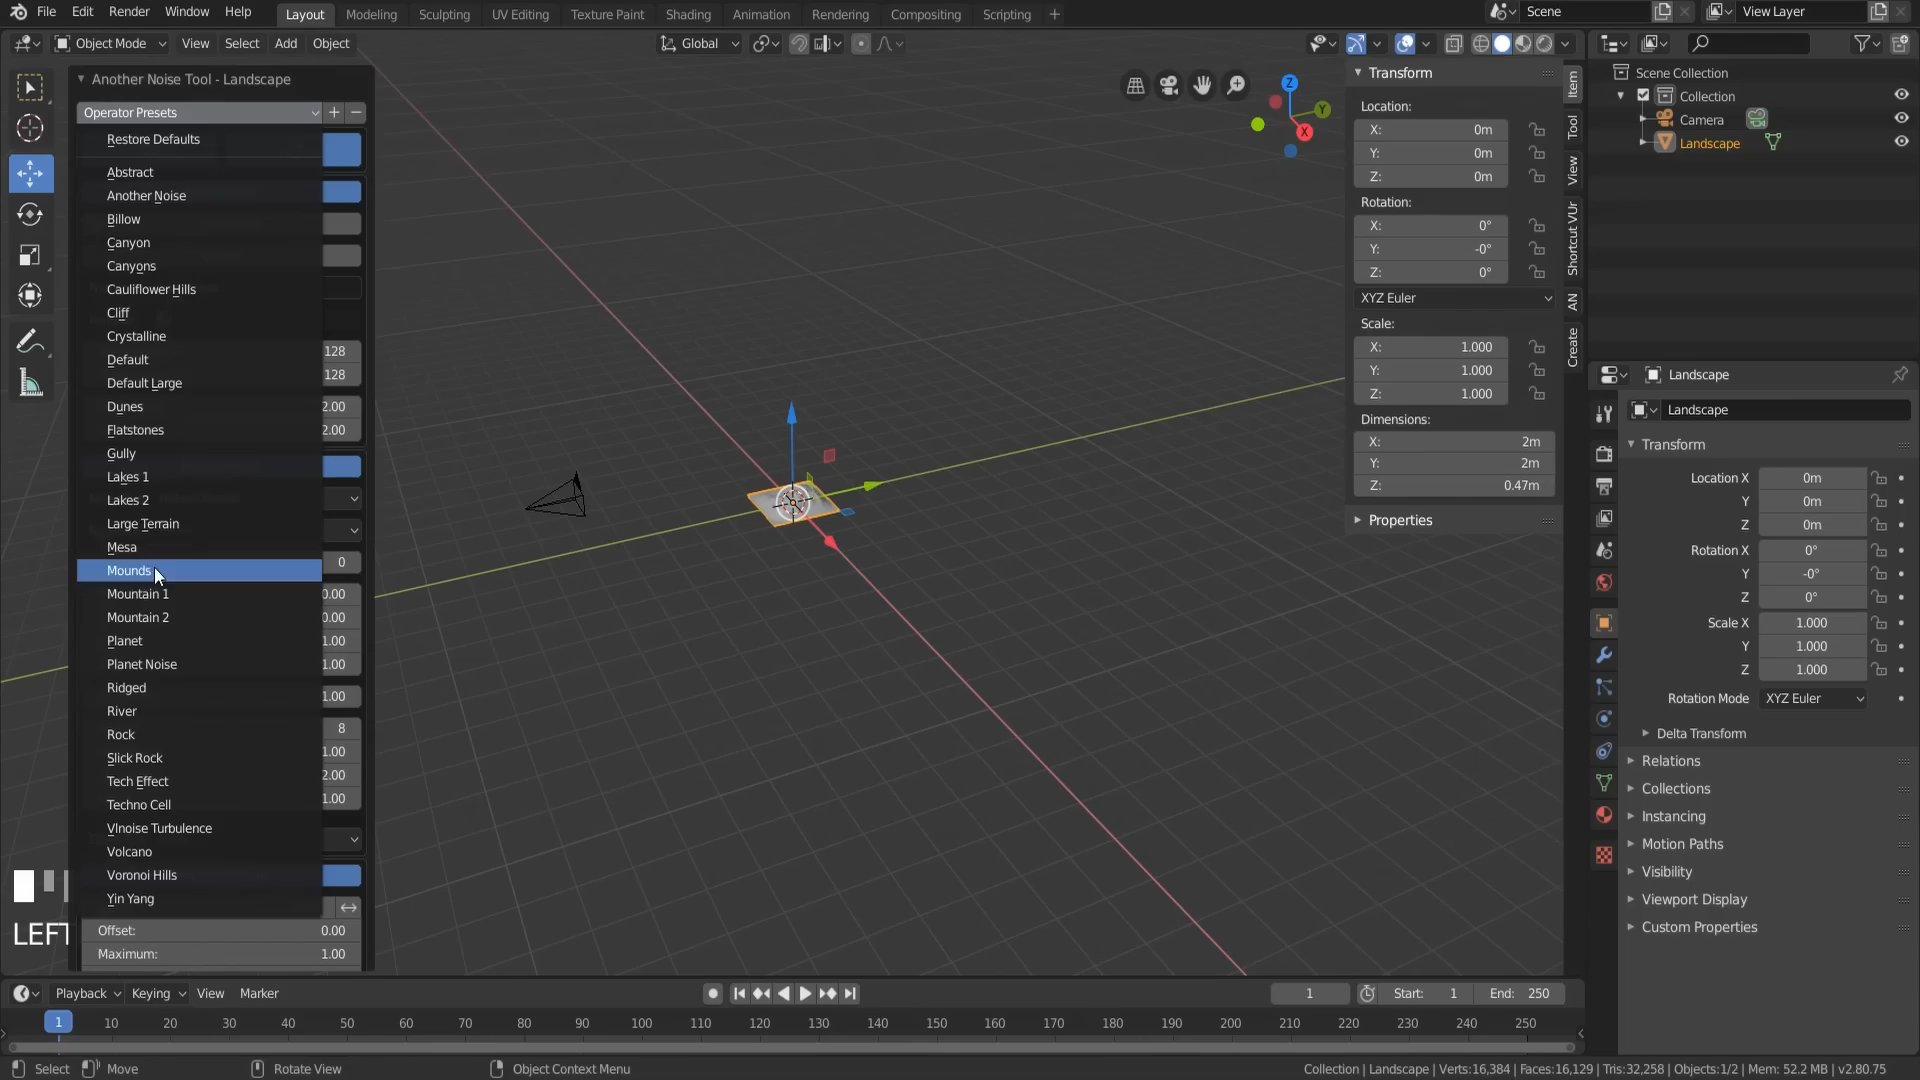 File Edit Render Window Help Layout Modeling Sculpting UV Editing Texture Paint Shading Animation Rendering Compositing Scripting + Scene View Layer
Object Mode View Select Add Object Global
Another Noise Tool - Landscape
Operator Presets
Restore Defaults
Abstract
Another Noise
Billow
Canyon
Canyons
Cauliflower Hills
Cliff
Crystalline
128
Default
128
Default Large
Dunes 2.00
Flatstones 2.00
Gully
Lakes 1
Lakes 2
Large Terrain
Mesa
Mounds 0
Mountain 1 0.00
Mountain 2 0.00
Planet 1.00
Planet Noise 1.00
Ridged 1.00
River
Rock 8
Slick Rock 1.00
Tech Effect 2.00
Techno Cell 1.00
Vlnoise Turbulence
Volcano
Voronoi Hills
Yin Yang
Offset: 0.00
Maximum: 1.00
LEFT
Z
Y
X
Transform
Location:
X: 0m
Y: 0m
Z: 0m
Rotation:
X: 0°
Y: -0°
Z: 0°
XYZ Euler
Scale:
X: 1.000
Y: 1.000
Z: 1.000
Dimensions:
X: 2m
Y: 2m
Z: 0.47m
Properties
Item
Tool
View
Shortcut VUr
AN
Create
Scene Collection
Collection
Camera
Landscape
Landscape
Landscape
Transform
Location X 0m
Y 0m
Z 0m
Rotation X 0°
Y -0°
Z 0°
Scale X 1.000
Y 1.000
Z 1.000
Rotation Mode XYZ Euler
Delta Transform
Relations
Collections
Instancing
Motion Paths
Visibility
Viewport Display
Custom Properties
Playback Keying View Marker 1 Start: 1 End: 250
1 10 20 30 40 50 60 70 80 90 100 110 120 130 140 150 160 170 180 190 200 210 220 230 240 250
Select Move Rotate View Object Context Menu Collection | Landscape | Verts:16,384 | Faces:16,129 | Tris:32,258 | Objects:1/2 | Mem: 52.2 MB | v2.80.75